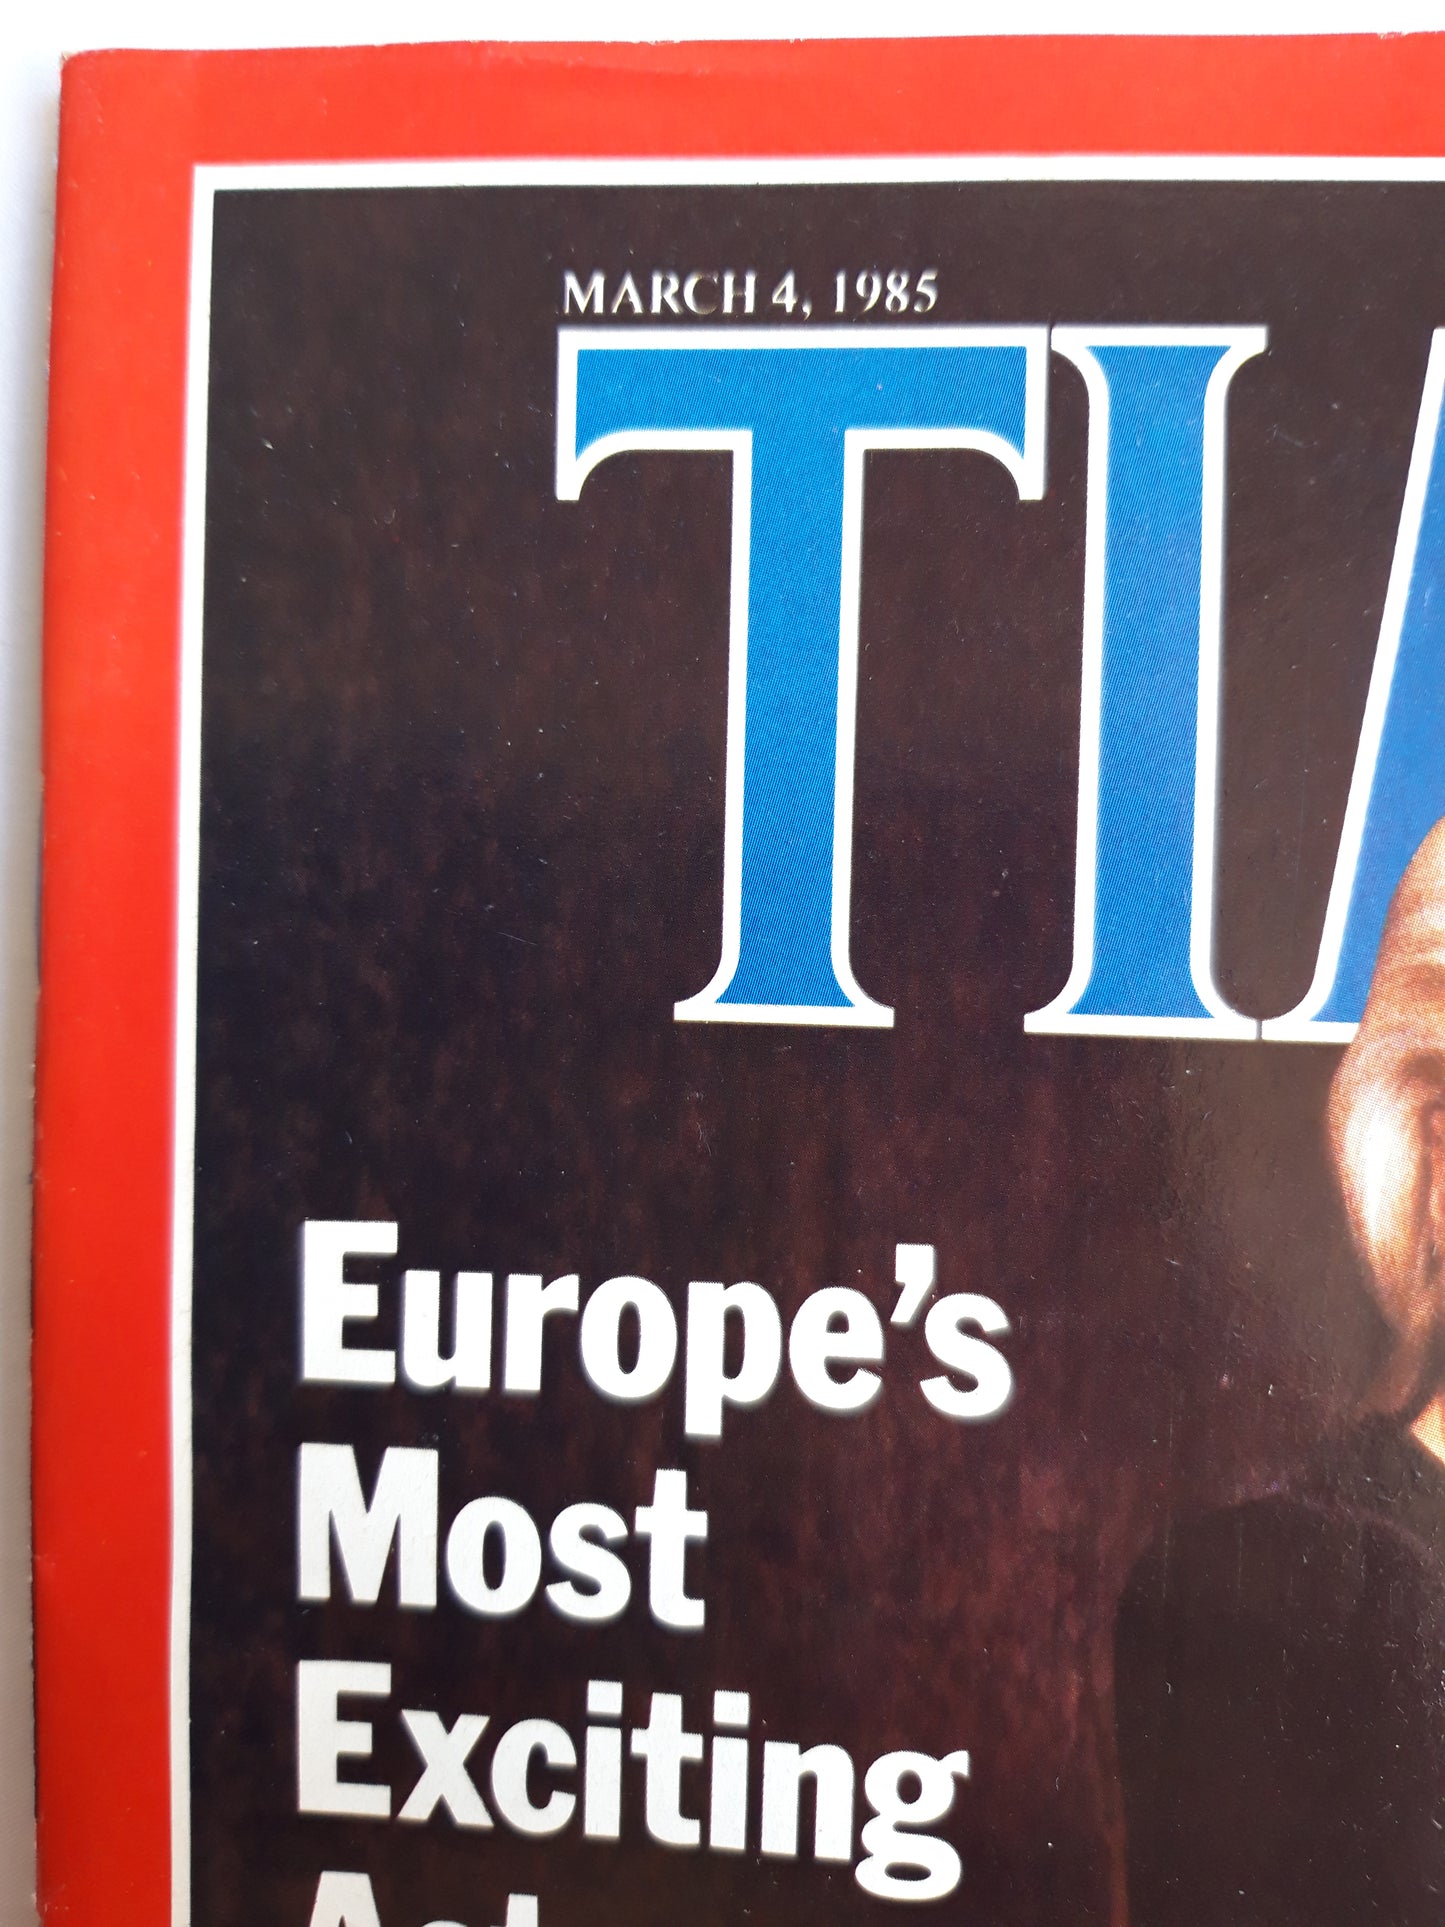 MARCH 4, 1985
TI
Europe's
Most
Exciting